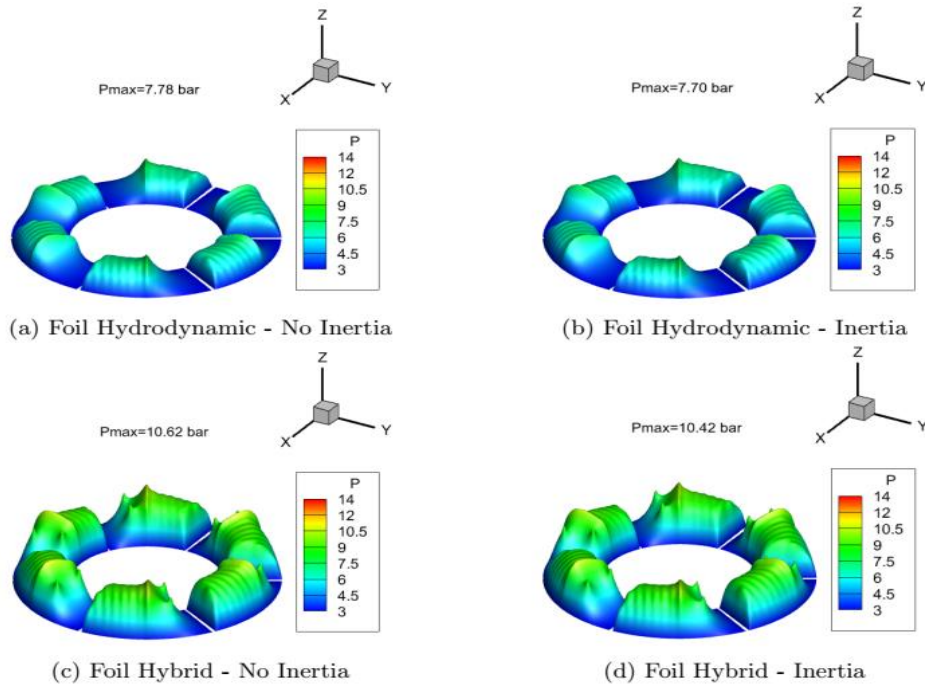 Z
Y
X
Pmax=7.78 bar
P
14
12
10.5
9
7.5
6
4.5
3
(a) Foil Hydrodynamic - No Inertia
Z
Y
X
Pmax=7.70 bar
P
14
12
10.5
9
7.5
6
4.5
3
(b) Foil Hydrodynamic - Inertia
Z
Y
X
Pmax=10.62 bar
P
14
12
10.5
9
7.5
6
4.5
3
(c) Foil Hybrid - No Inertia
Z
Y
X
Pmax=10.42 bar
P
14
12
10.5
9
7.5
6
4.5
3
(d) Foil Hybrid - Inertia